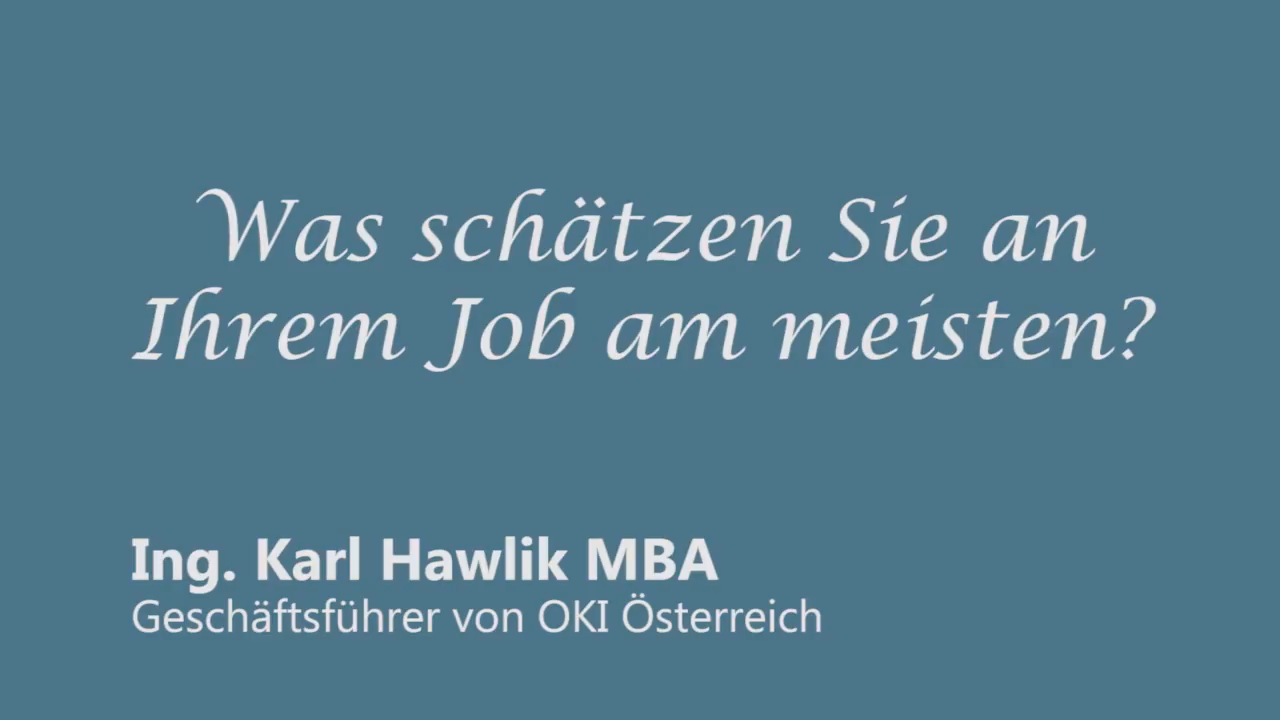 Was schätzen Sie an
Ihrem Job am meisten?
Ing. Karl Hawlik MBA
Geschäftsführer von OKI Österreich